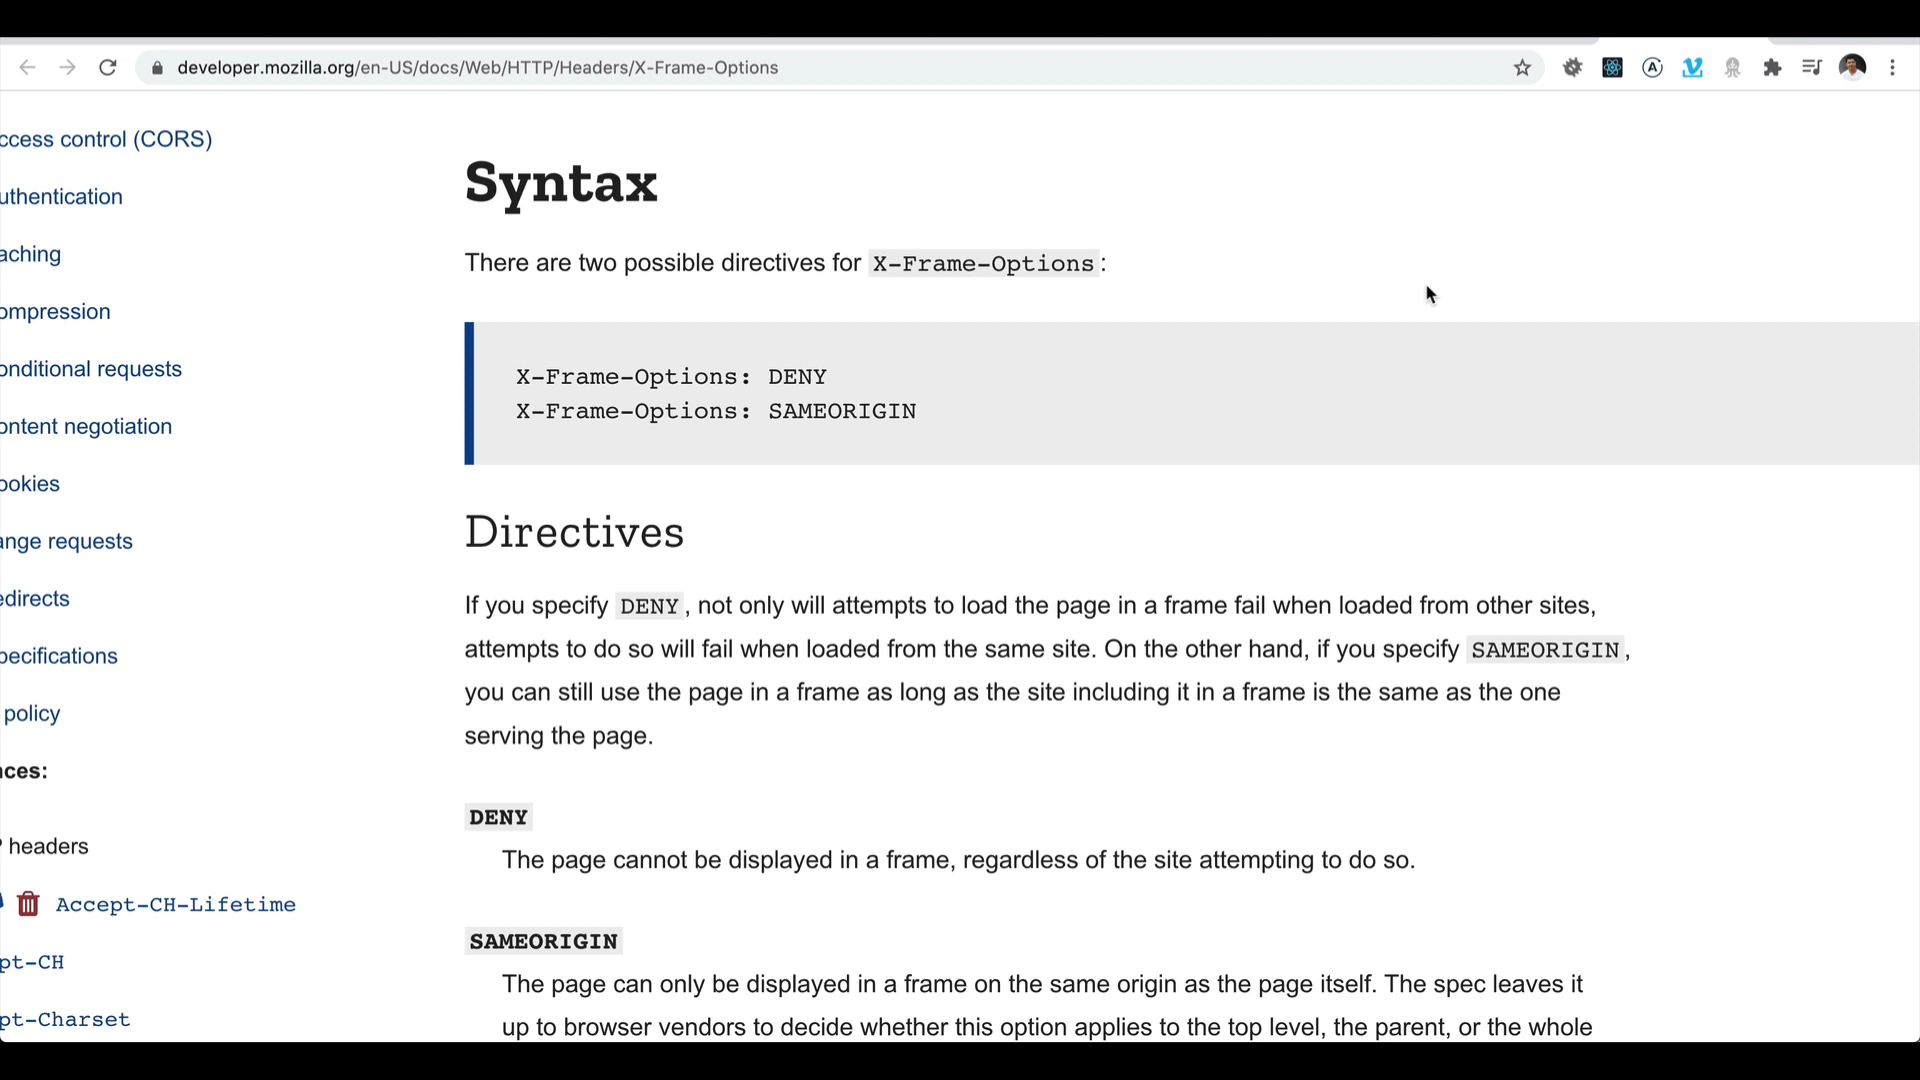 developer.mozilla.org/en-US/docs/Web/HTTP/Headers/X-Frame-Options
ccess control (CORS)
uthentication
aching
ompression
onditional requests
ontent negotiation
ookies
ange requests
edirects
pecifications
policy
nces:
headers
Accept-CH-Lifetime
pt-CH
pt-Charset
Syntax
There are two possible directives for X-Frame-Options:
X-Frame-Options: DENY
X-Frame-Options: SAMEORIGIN
Directives
If you specify DENY, not only will attempts to load the page in a frame fail when loaded from other sites,
attempts to do so will fail when loaded from the same site. On the other hand, if you specify SAMEORIGIN,
you can still use the page in a frame as long as the site including it in a frame is the same as the one
serving the page.
DENY
The page cannot be displayed in a frame, regardless of the site attempting to do so.
SAMEORIGIN
The page can only be displayed in a frame on the same origin as the page itself. The spec leaves it
up to browser vendors to decide whether this option applies to the top level, the parent, or the whole